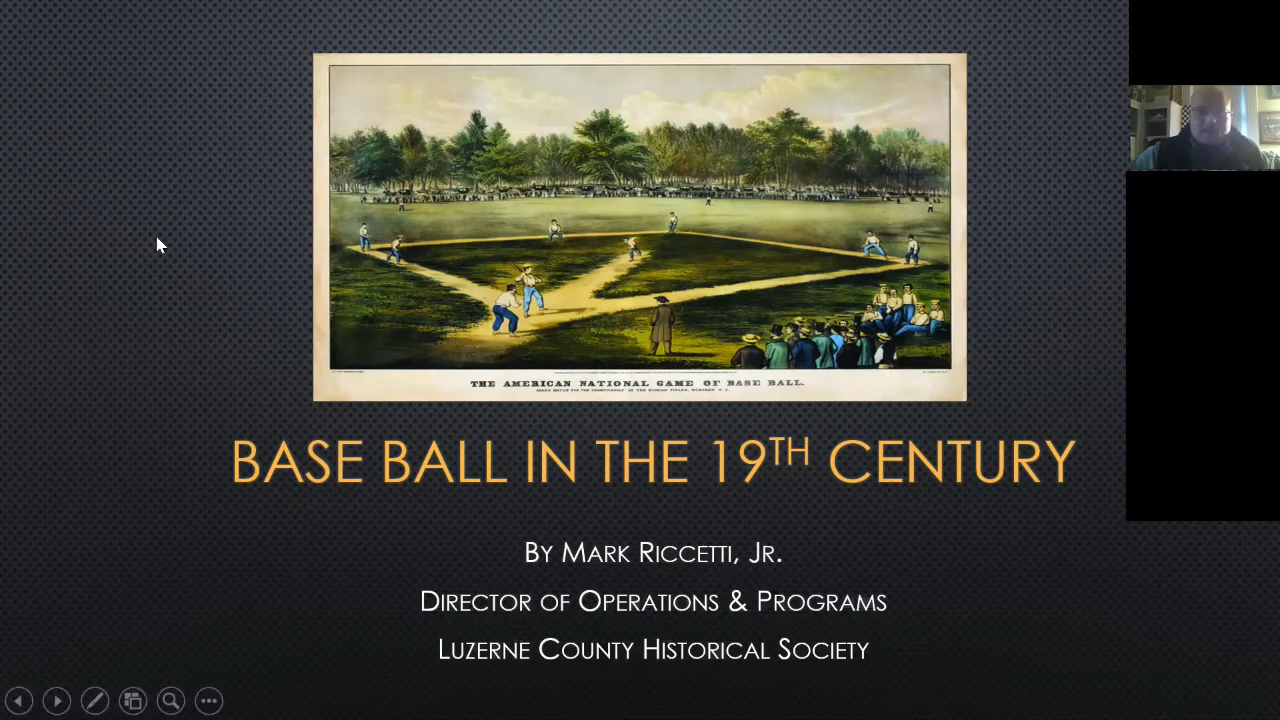 THE AMERICAN NATIONAL GAME OF BASE BALL.
BASE BALL IN THE 19TH CENTURY
BY MARK RICCETTI, JR.
DIRECTOR OF OPERATIONS & PROGRAMS
LUZERNE COUNTY HISTORICAL SOCIETY